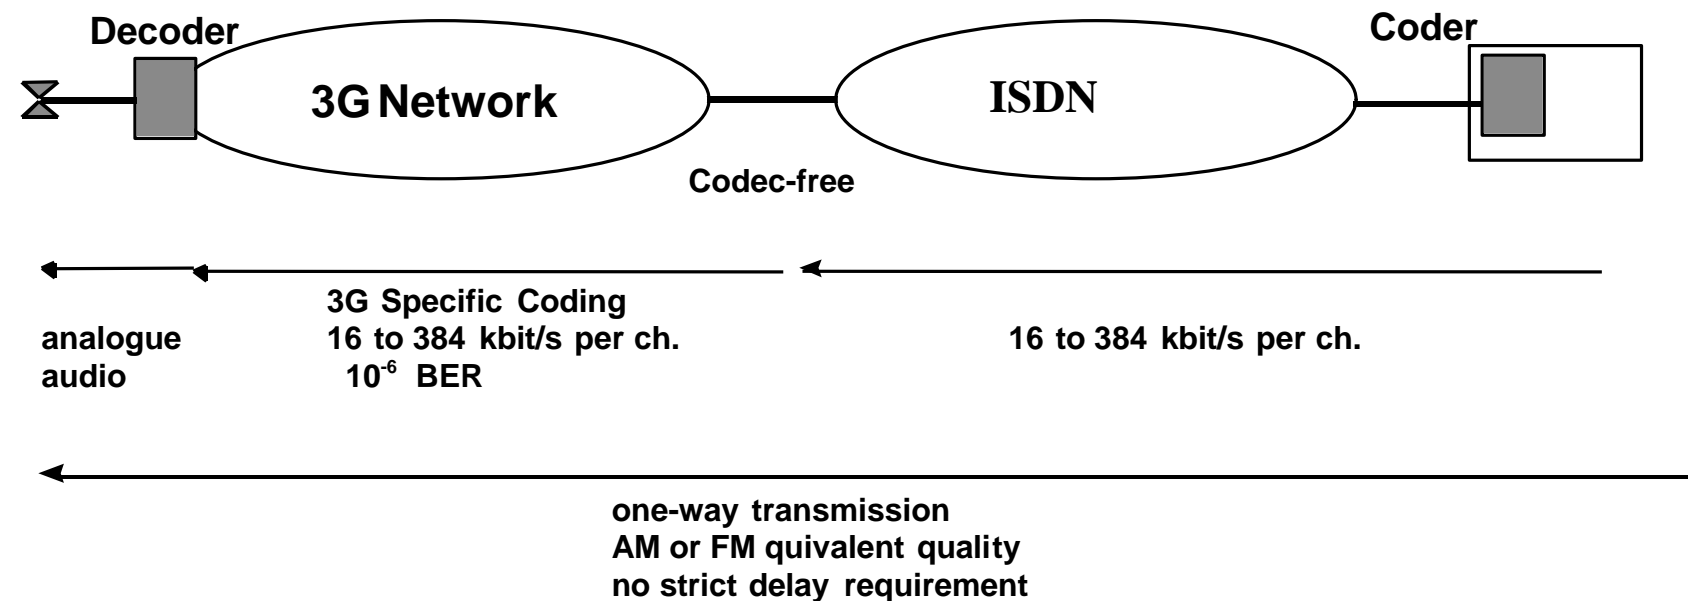 Decoder
Coder
3G Network
ISDN
Codec-free
3G Specific Coding
analogue
16 to 384 kbit/s per ch.
16 to 384 kbit/s per ch.
audio
10-6 BER
one-way transmission
AM or FM quivalent quality
no strict delay requirement